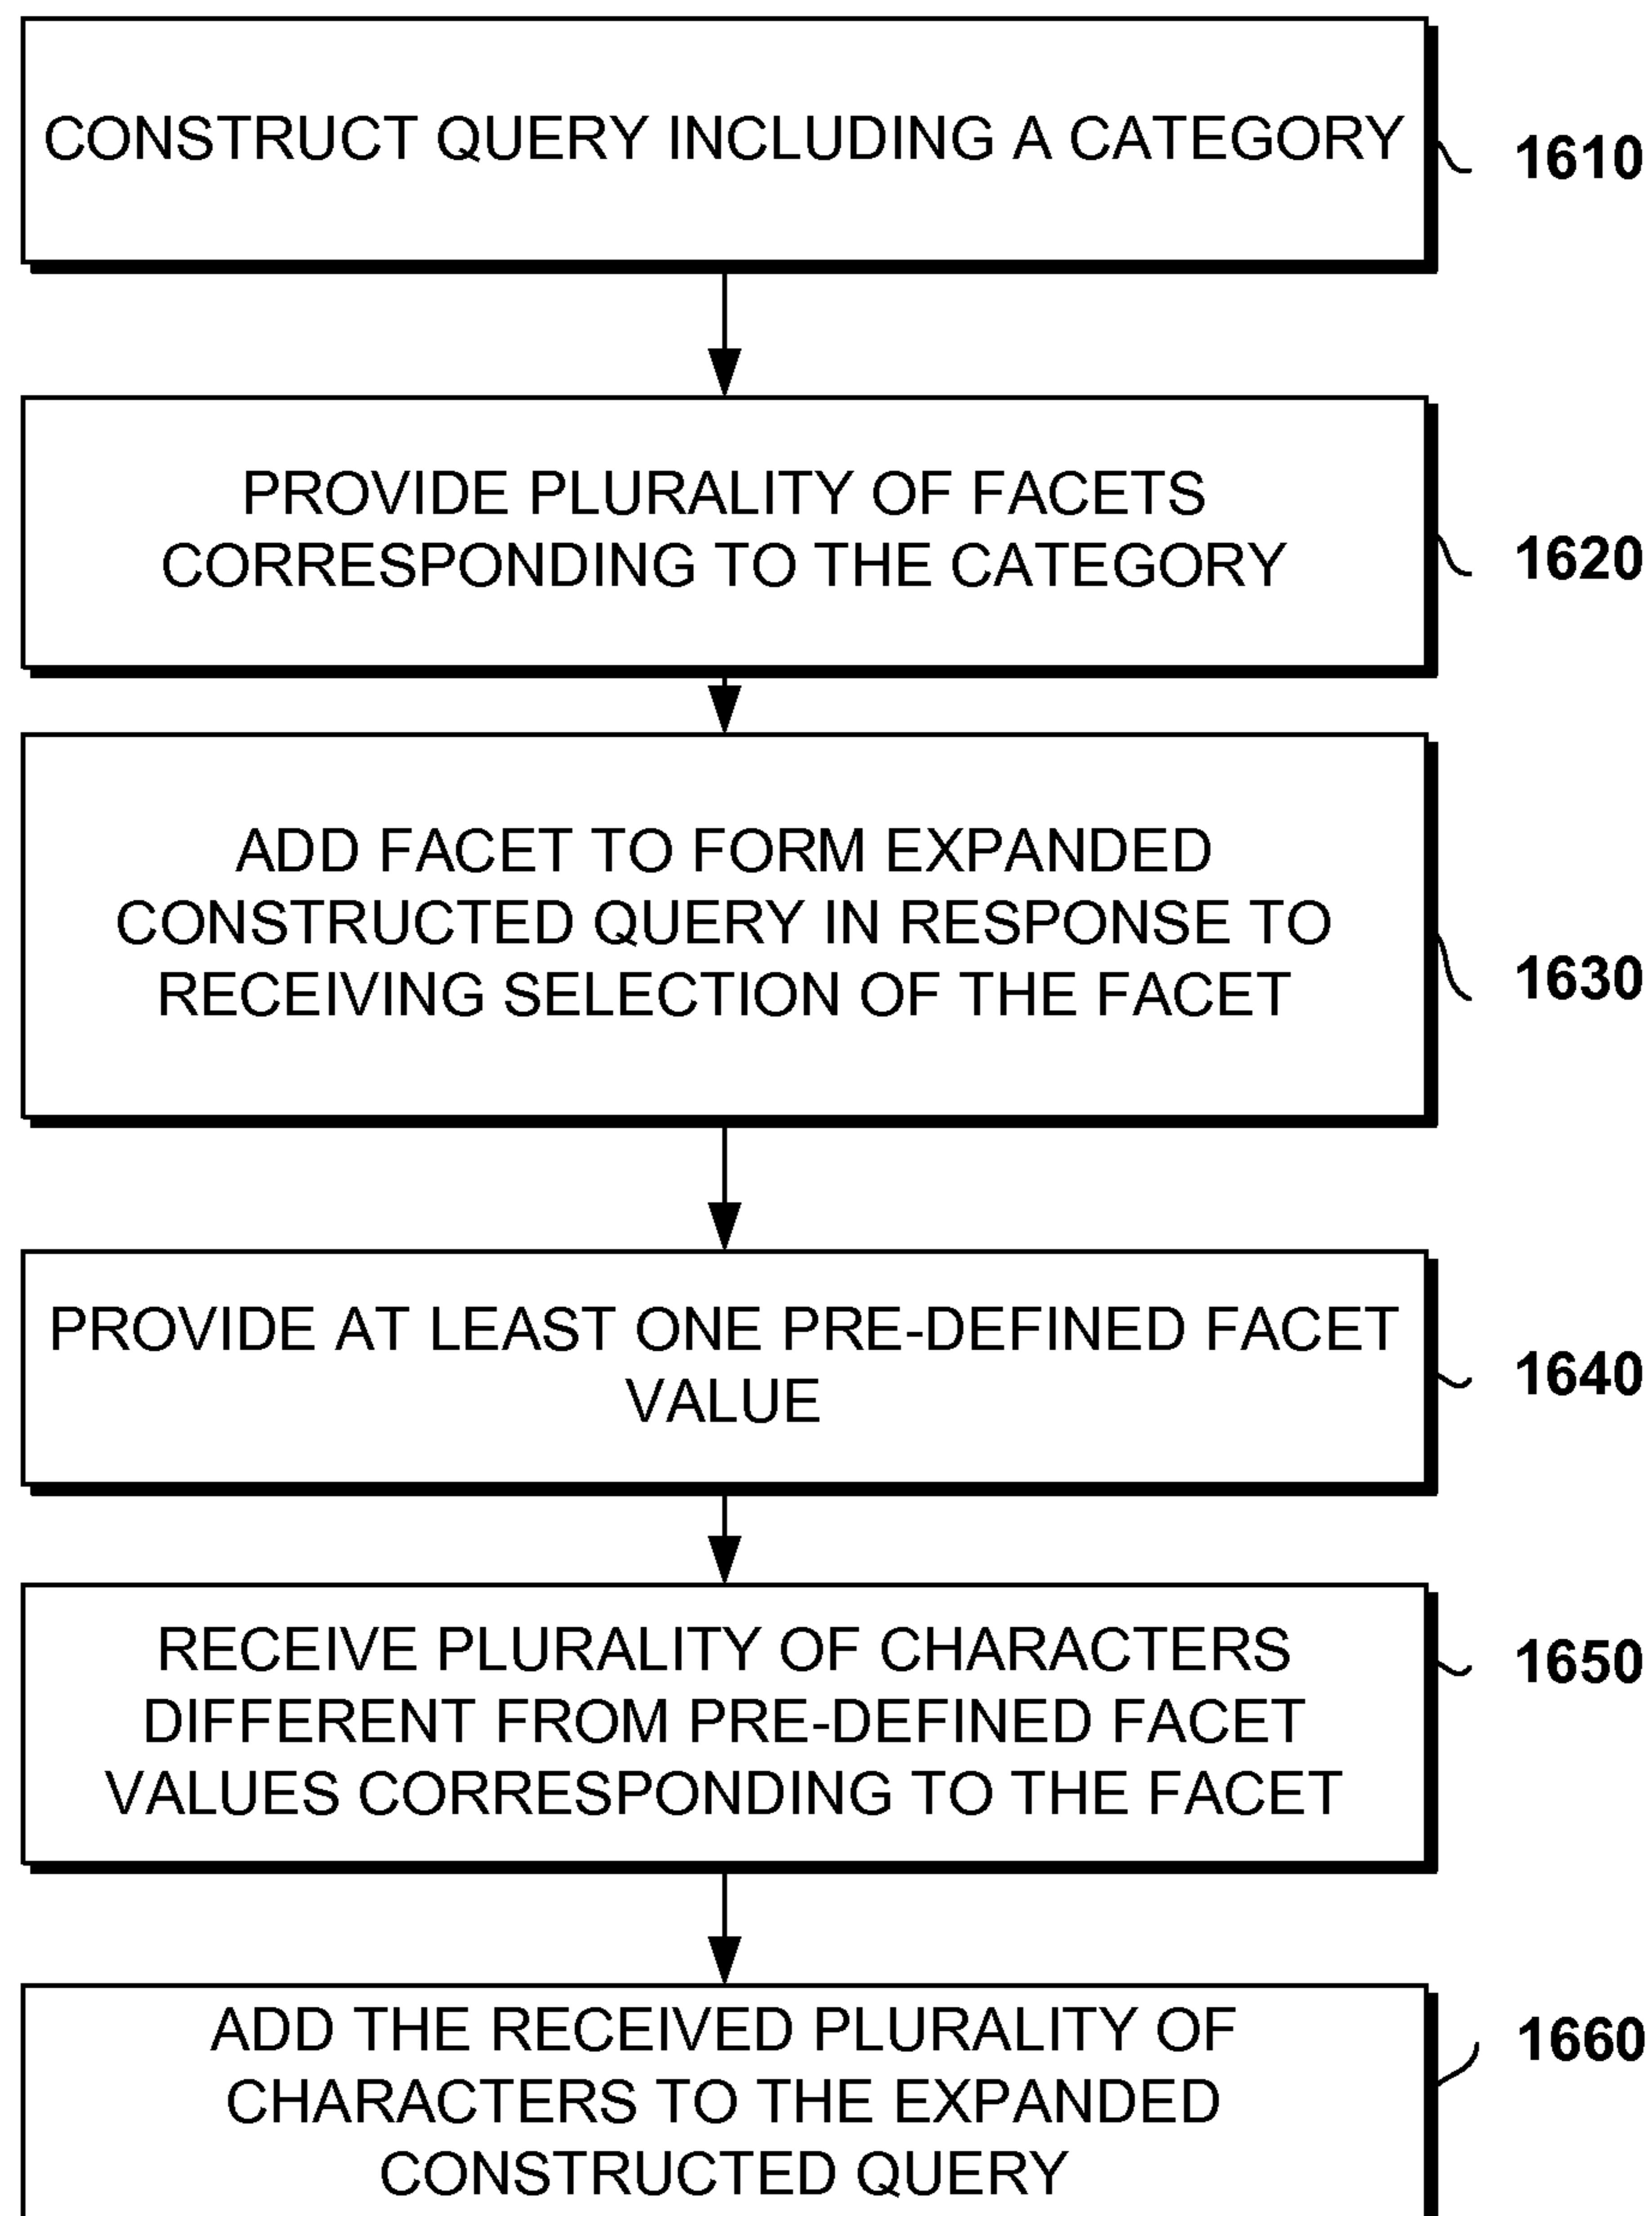 CONSTRUCT QUERY INCLUDING A CATEGORY
1610
PROVIDE PLURALITY OF FACETS
CORRESPONDING TO THE CATEGORY
1620
ADD FACET TO FORM EXPANDED
CONSTRUCTED QUERY IN RESPONSE TO
RECEIVING SELECTION OF THE FACET
1630
PROVIDE AT LEAST ONE PRE-DEFINED FACET
VALUE
1640
RECEIVE PLURALITY OF CHARACTERS
DIFFERENT FROM PRE-DEFINED FACET
VALUES CORRESPONDING TO THE FACET
1650
ADD THE RECEIVED PLURALITY OF
CHARACTERS TO THE EXPANDED
CONSTRUCTED QUERY
1660